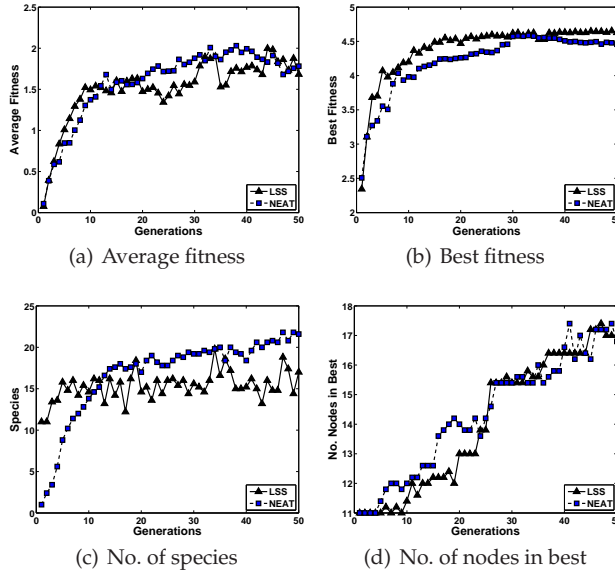 2.5
2
1.5
1
0.5
0
0 10 20 30 40 50
Average Fitness
Generations
LSS
NEAT
(a) Average fitness
5
4.5
4
3.5
3
2.5
2
0 10 20 30 40 5
Best Fitness
Generations
LSS
NEAT
(b) Best fitness
25
20
15
10
5
0
0 10 20 30 40 50
Species
Generations
LSS
NEAT
(c) No. of species
18
17
16
15
14
13
12
11
0 10 20 30 40 5
No. Nodes in Best
Generations
LSS
NEAT
(d) No. of nodes in best